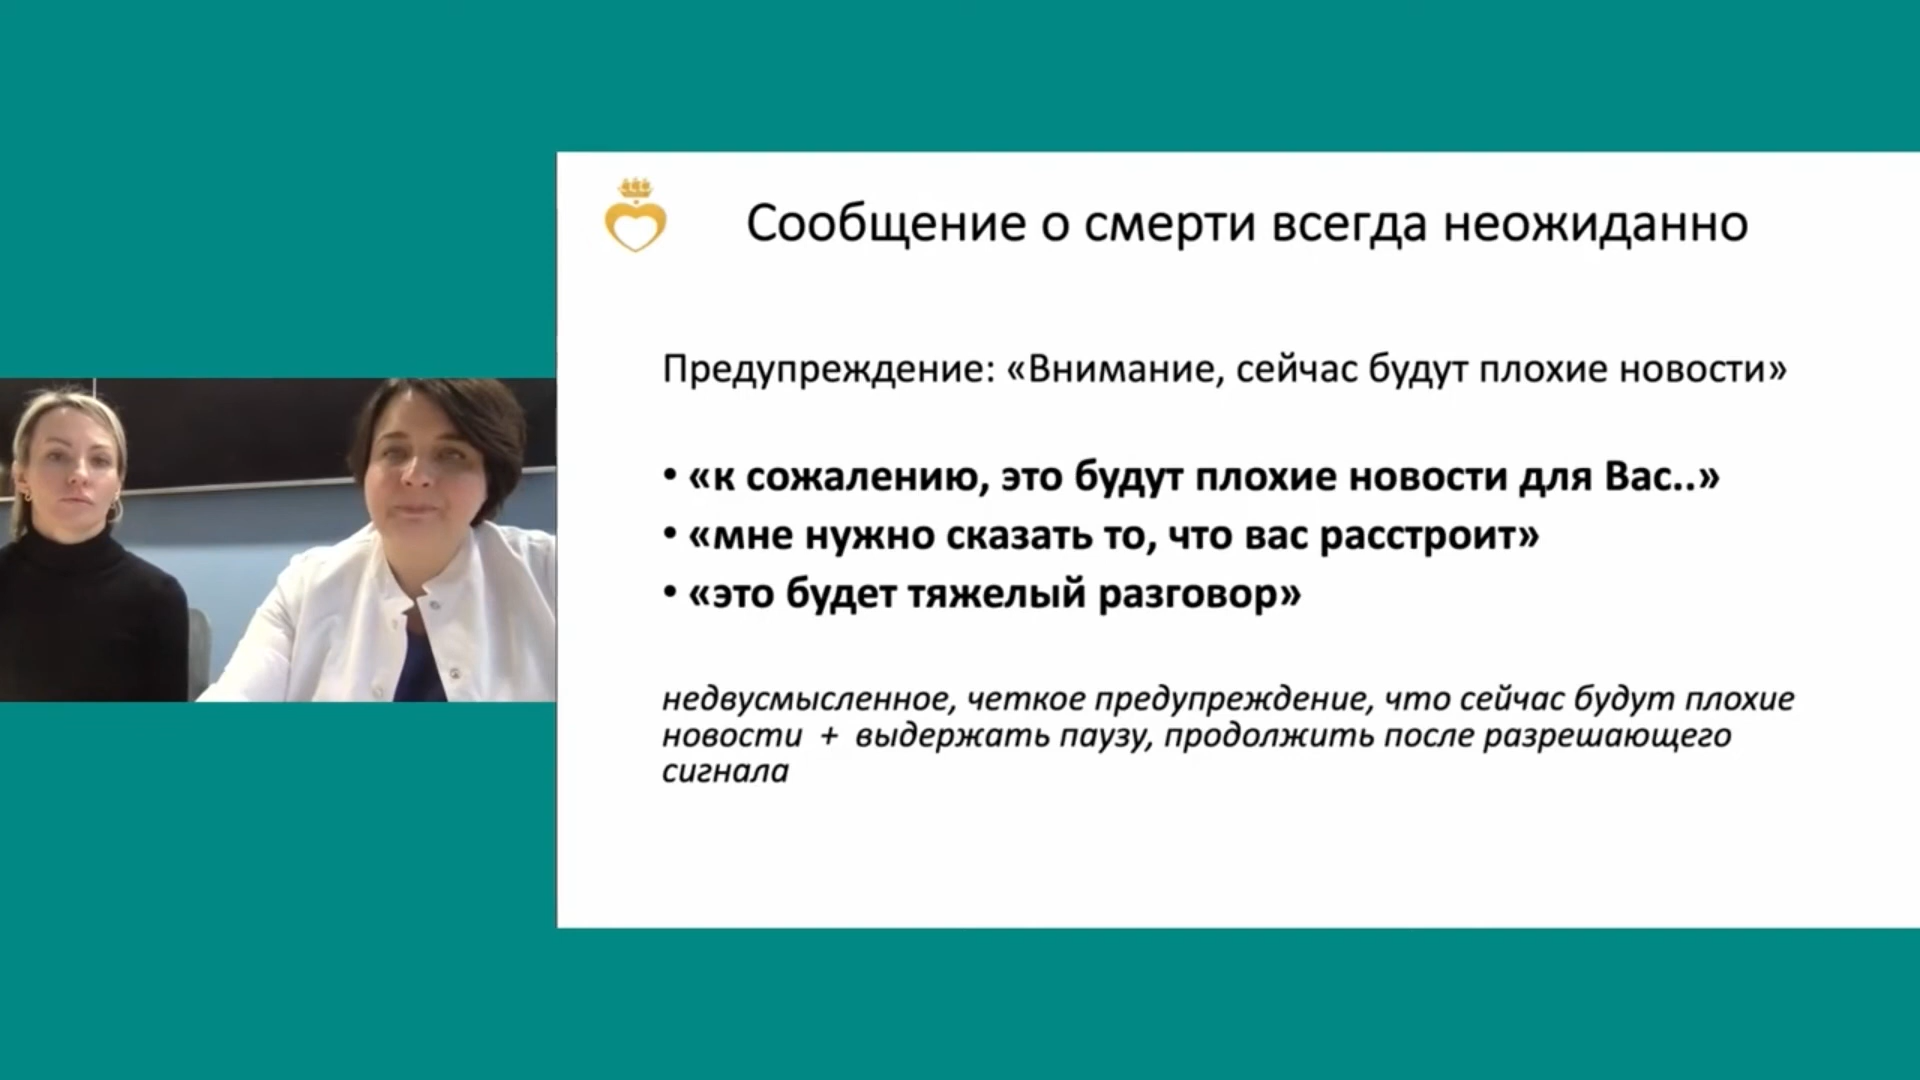 Сообщение о смерти всегда неожиданно
Предупреждение: «Внимание, сейчас будут плохие новости»
• «к сожалению, это будут плохие новости для Вас..»
• «мне нужно сказать то, что вас расстроит»
• «это будет тяжелый разговор»
недвусмысленное, четкое предупреждение, что сейчас будут плохие
новости + выдержать паузу, продолжить после разрешающего
сигнала